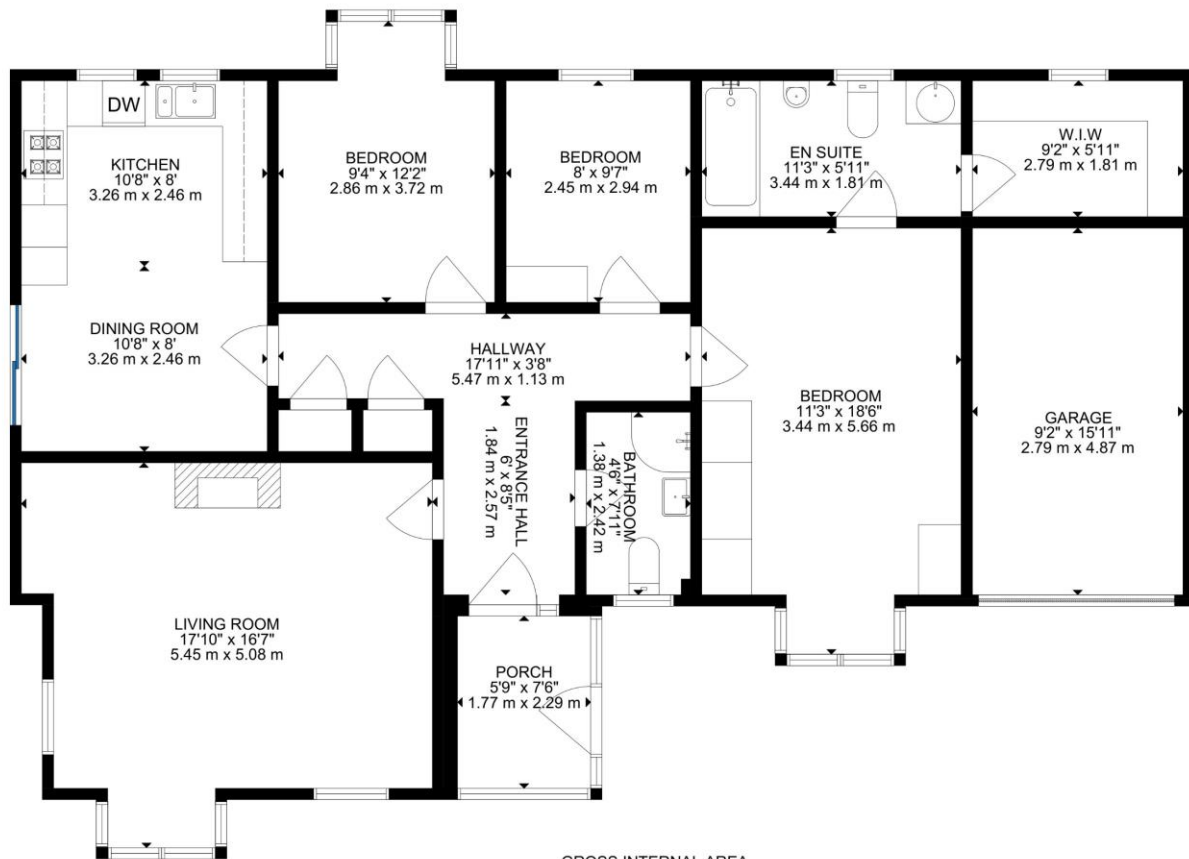 DW
KITCHEN
10'8" x 8'
3.26 m x 2.46 m
BEDROOM
9'4" x 12'2"
2.86 m x 3.72 m
BEDROOM
8' x 9'7"
2.45 m x 2.94 m
EN SUITE
11'3" x 5'11"
3.44 m x 1.81 m
W.I.W
9'2" x 5'11"
2.79 m x 1.81 m
DINING ROOM
10'8" x 8'
3.26 m x 2.46 m
HALLWAY
17'11" x 3'8"
5.47 m x 1.13 m
ENTRANCE HALL
6' x 8'5"
1.84 m x 2.57 m
BATHROOM
4'6" x 7'11"
1.38 m x 2.42 m
BEDROOM
11'3" x 18'6"
3.44 m x 5.66 m
GARAGE
9'2" x 15'11"
2.79 m x 4.87 m
LIVING ROOM
17'10" x 16'7"
5.45 m x 5.08 m
PORCH
5'9" x 7'6"
1.77 m x 2.29 m
GROSS INTERNAL AREA